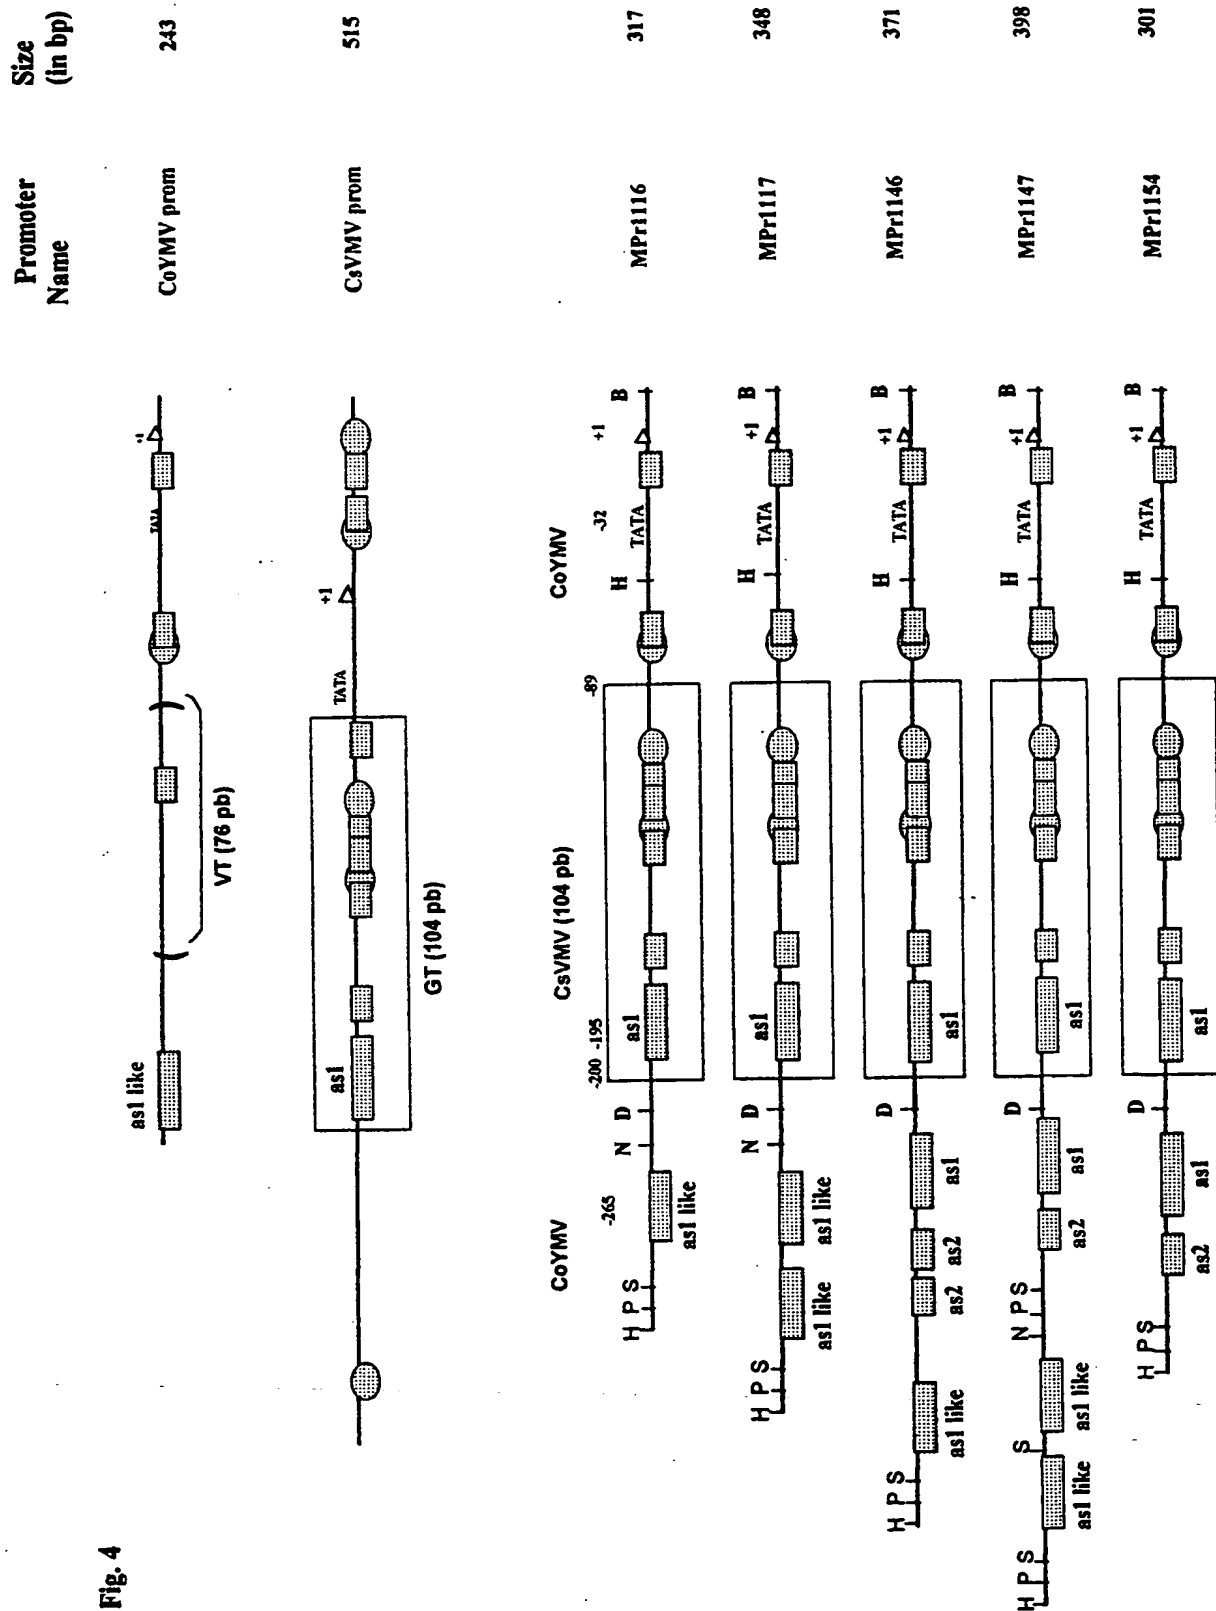 Fig. 4
Promoter Name
Size (in bp)
as1 like
TATA
+1
CoYMV prom
243
VT (76 pb)
as1
TATA
+1
CsVMV prom
515
GT (104 pb)
CoYMV
CsVMV (104 pb)
CoYMV
-265
-200 -195
-89
-32
+1
H P S
N D
as1
H
TATA
B
MPr1116
317
as1 like
H P S
N D
as1
H
TATA
+1
B
MPr1117
348
as1 like
as1 like
H P S
D
as1
H
TATA
+1
B
MPr1146
371
as1 like
as2
as2
as1
H P S
S
N P S
D
as1
H
TATA
+1
B
MPr1147
398
as1 like
as1 like
as2
as1
H P S
D
as1
H
TATA
+1
B
MPr1154
301
as2
as1